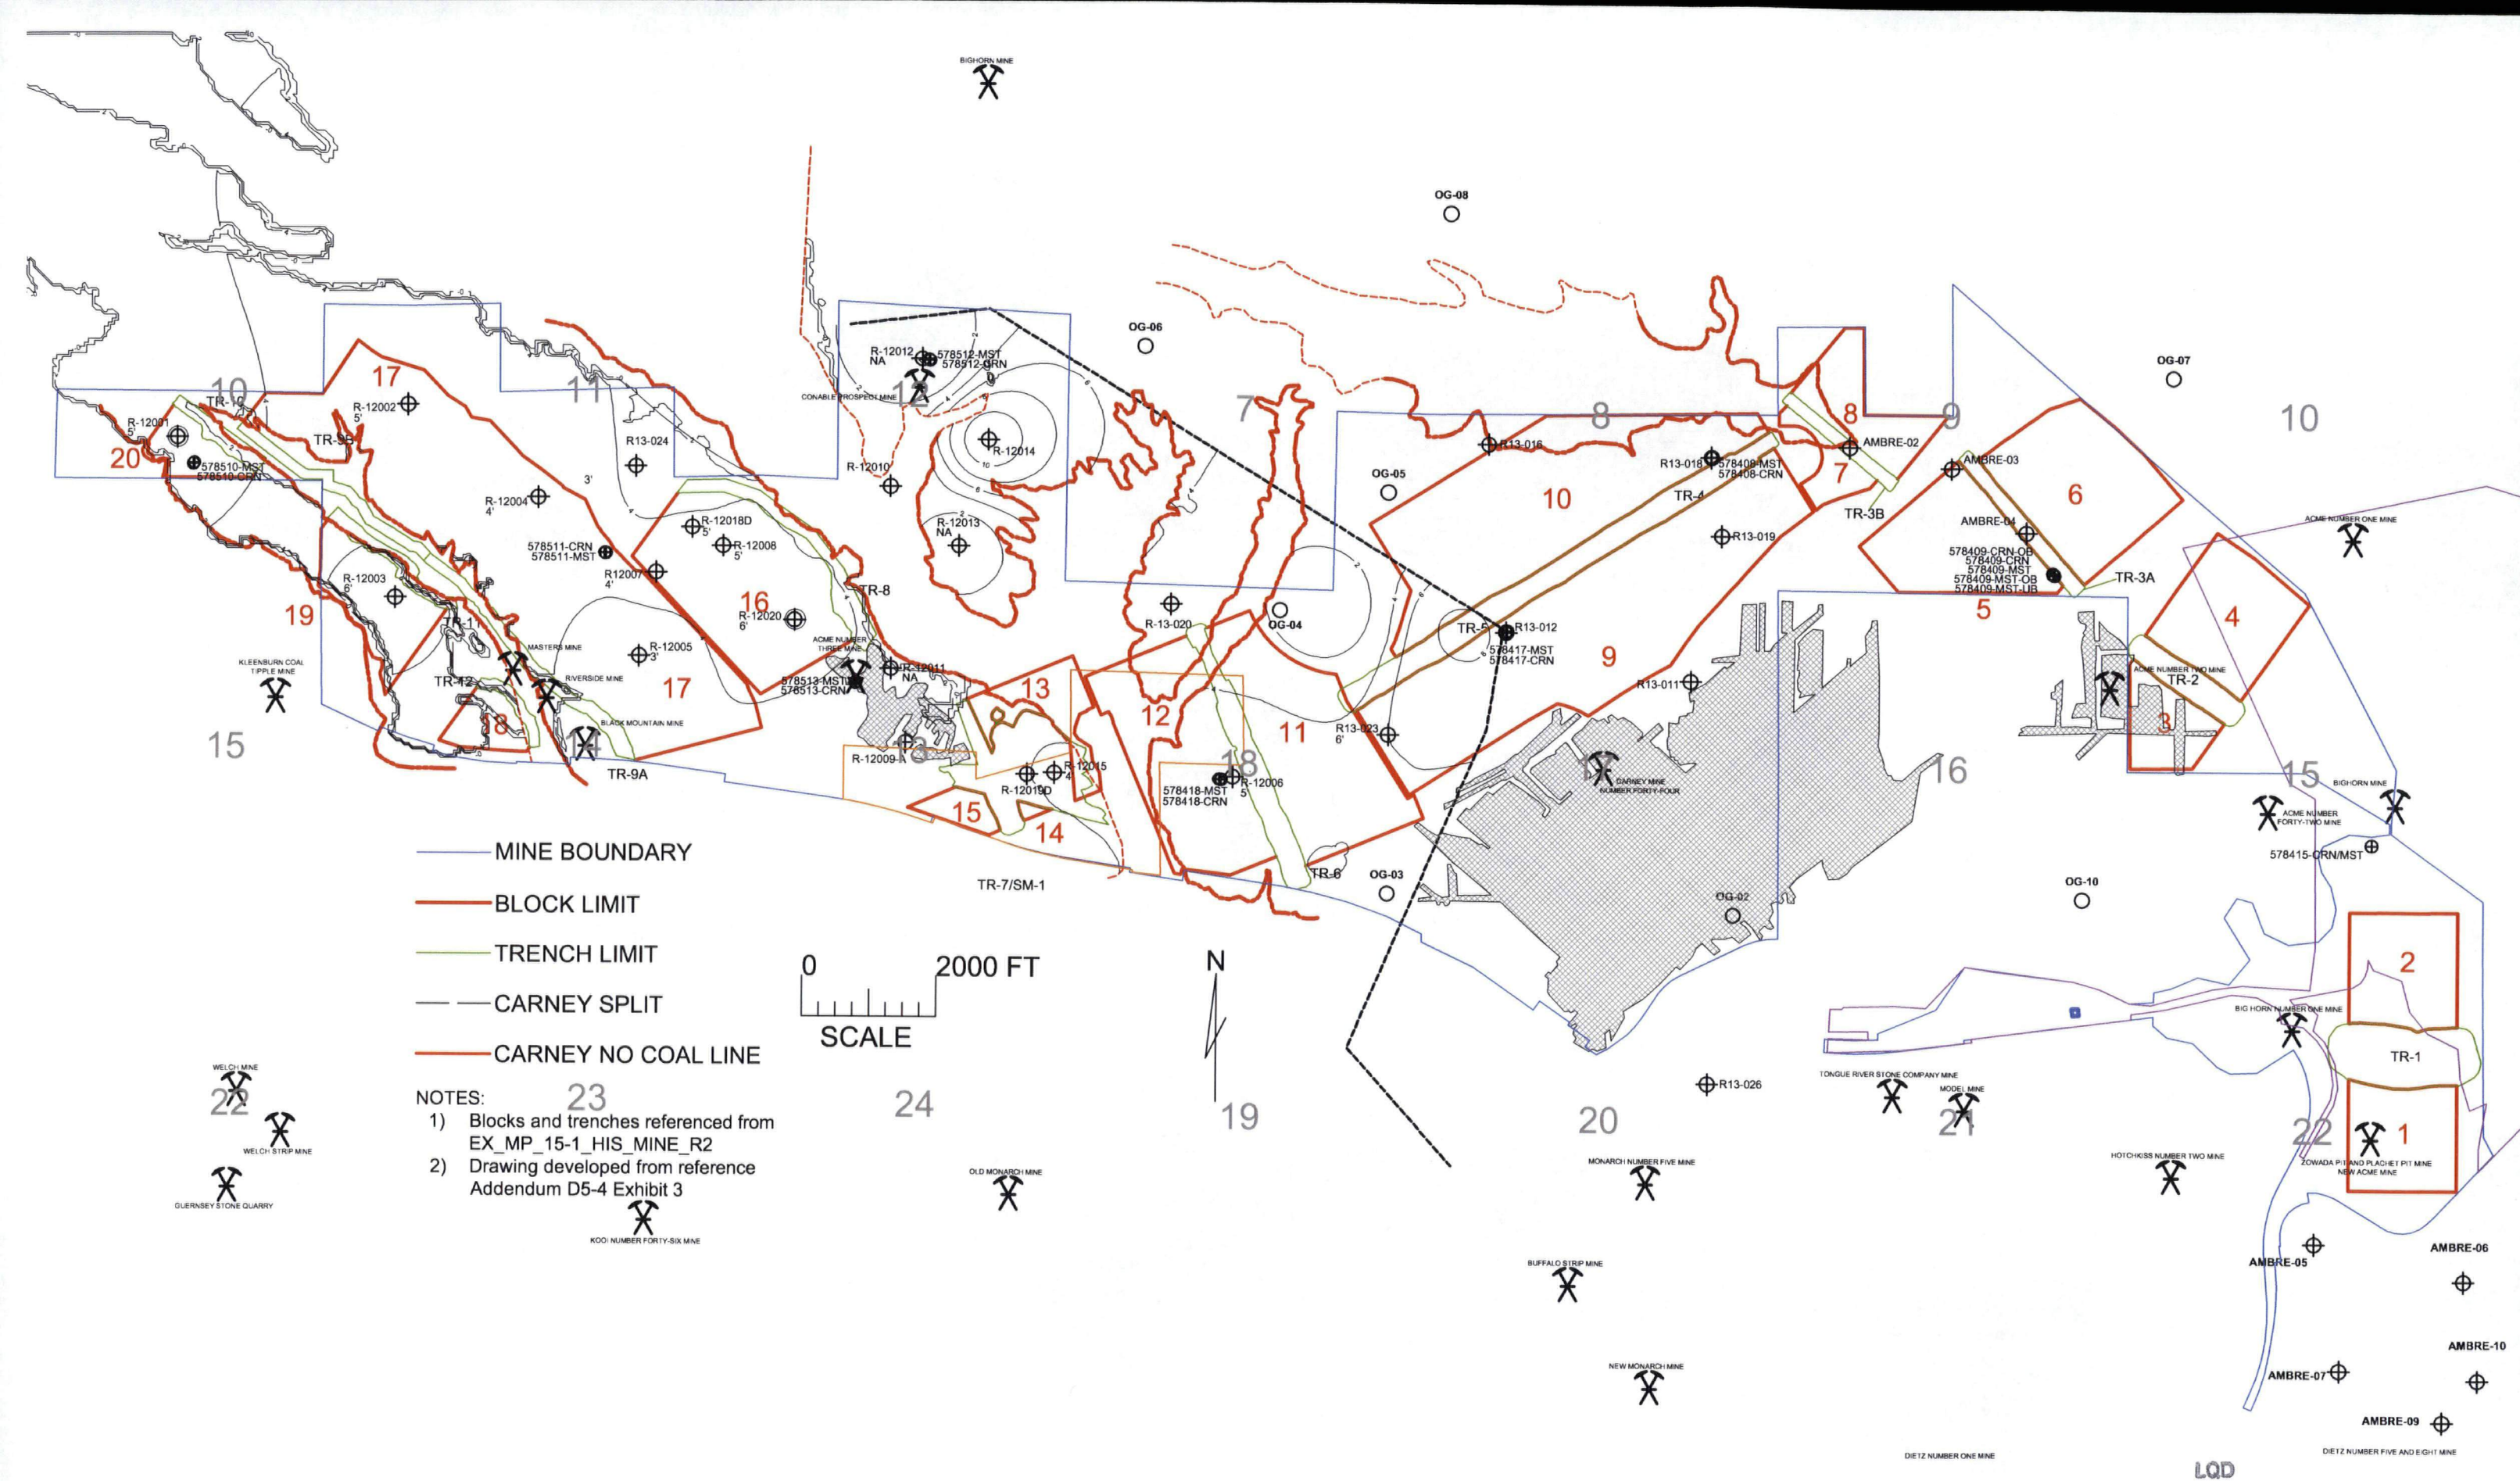 BIGHORN MINE
OG-08
OG-06
OG-07
R-12012
NA
578512-MST
578512-CRN
CONABLE PROSPECT MINE
12
7
8
9
10
10
11
17
R-12002
5'
TR-10
R-12001
5'
20
578510-MST
578510-CRN
TR-9B
R13-024
3'
R-12004
4'
R-12010
R-12014
10
R-12013
NA
OG-05
R13-016
R13-018
578408-MST
578408-CRN
TR-4
10
R13-019
8
AMBRE-02
7
TR-3B
AMBRE-03
6
AMBRE-04
578409-CRN-OB
578409-CRN
578409-MST
578409-MST-OB
578409-MST-UB
TR-3A
5
ACME NUMBER ONE MINE
4
R-12018D
5'
R-12008
5'
578511-CRN
578511-MST
R12007
4'
16
R-12020
6'
TR-8
R-12003
6'
19
TR-11
MASTERS MINE
KLEENBURN COAL
TIPPLE MINE
TR-12
RIVERSIDE MINE
R-12005
3'
17
18
14
BLACK MOUNTAIN MINE
TR-9A
15
ACME NUMBER
THREE MINE
578513-MST
578513-CRN
R-12011
NA
13
R-12009-A
13
R-12015
4'
R-12019D
15
14
TR-7/SM-1
R-13-020
OG-04
12
11
18
R-12006
5'
578418-MST
578418-CRN
TR-6
OG-03
TR-5
R13-012
578417-MST
578417-CRN
9
R13-011
R13-023
6'
17
CARNEY MINE
NUMBER FORTY-FOUR
OG-02
16
ACME NUMBER TWO MINE
TR-2
3
15
BIGHORN MINE
ACME NUMBER
FORTY-TWO MINE
578415-CRN/MST
OG-10
2
BIG HORN NUMBER ONE MINE
TR-1
1
22
ZOWADA PIT AND PLACHET PIT MINE
NEW ACME MINE
MINE BOUNDARY
BLOCK LIMIT
TRENCH LIMIT
CARNEY SPLIT
CARNEY NO COAL LINE
0
2000 FT
SCALE
N
NOTES:
1) Blocks and trenches referenced from
EX_MP_15-1_HIS_MINE_R2
2) Drawing developed from reference
Addendum D5-4 Exhibit 3
WELCH MINE
22
WELCH STRIP MINE
GUERNSEY STONE QUARRY
23
KOOI NUMBER FORTY-SIX MINE
24
OLD MONARCH MINE
19
20
R13-026
MONARCH NUMBER FIVE MINE
BUFFALO STRIP MINE
NEW MONARCH MINE
TONGUE RIVER STONE COMPANY MINE
MODEL MINE
21
HOTCHKISS NUMBER TWO MINE
AMBRE-05
AMBRE-06
AMBRE-07
AMBRE-10
AMBRE-09
DIETZ NUMBER ONE MINE
DIETZ NUMBER FIVE AND EIGHT MINE
LQD